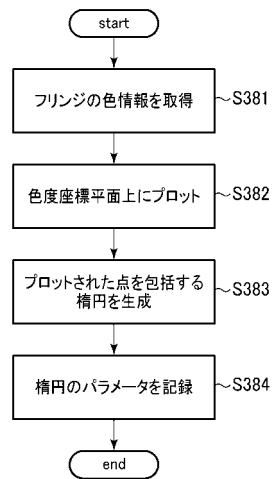 start
フリンジの色情報を取得
S381
色度座標平面上にプロット
S382
プロットされた点を包括する
楕円を生成
S383
楕円のパラメータを記録
S384
end